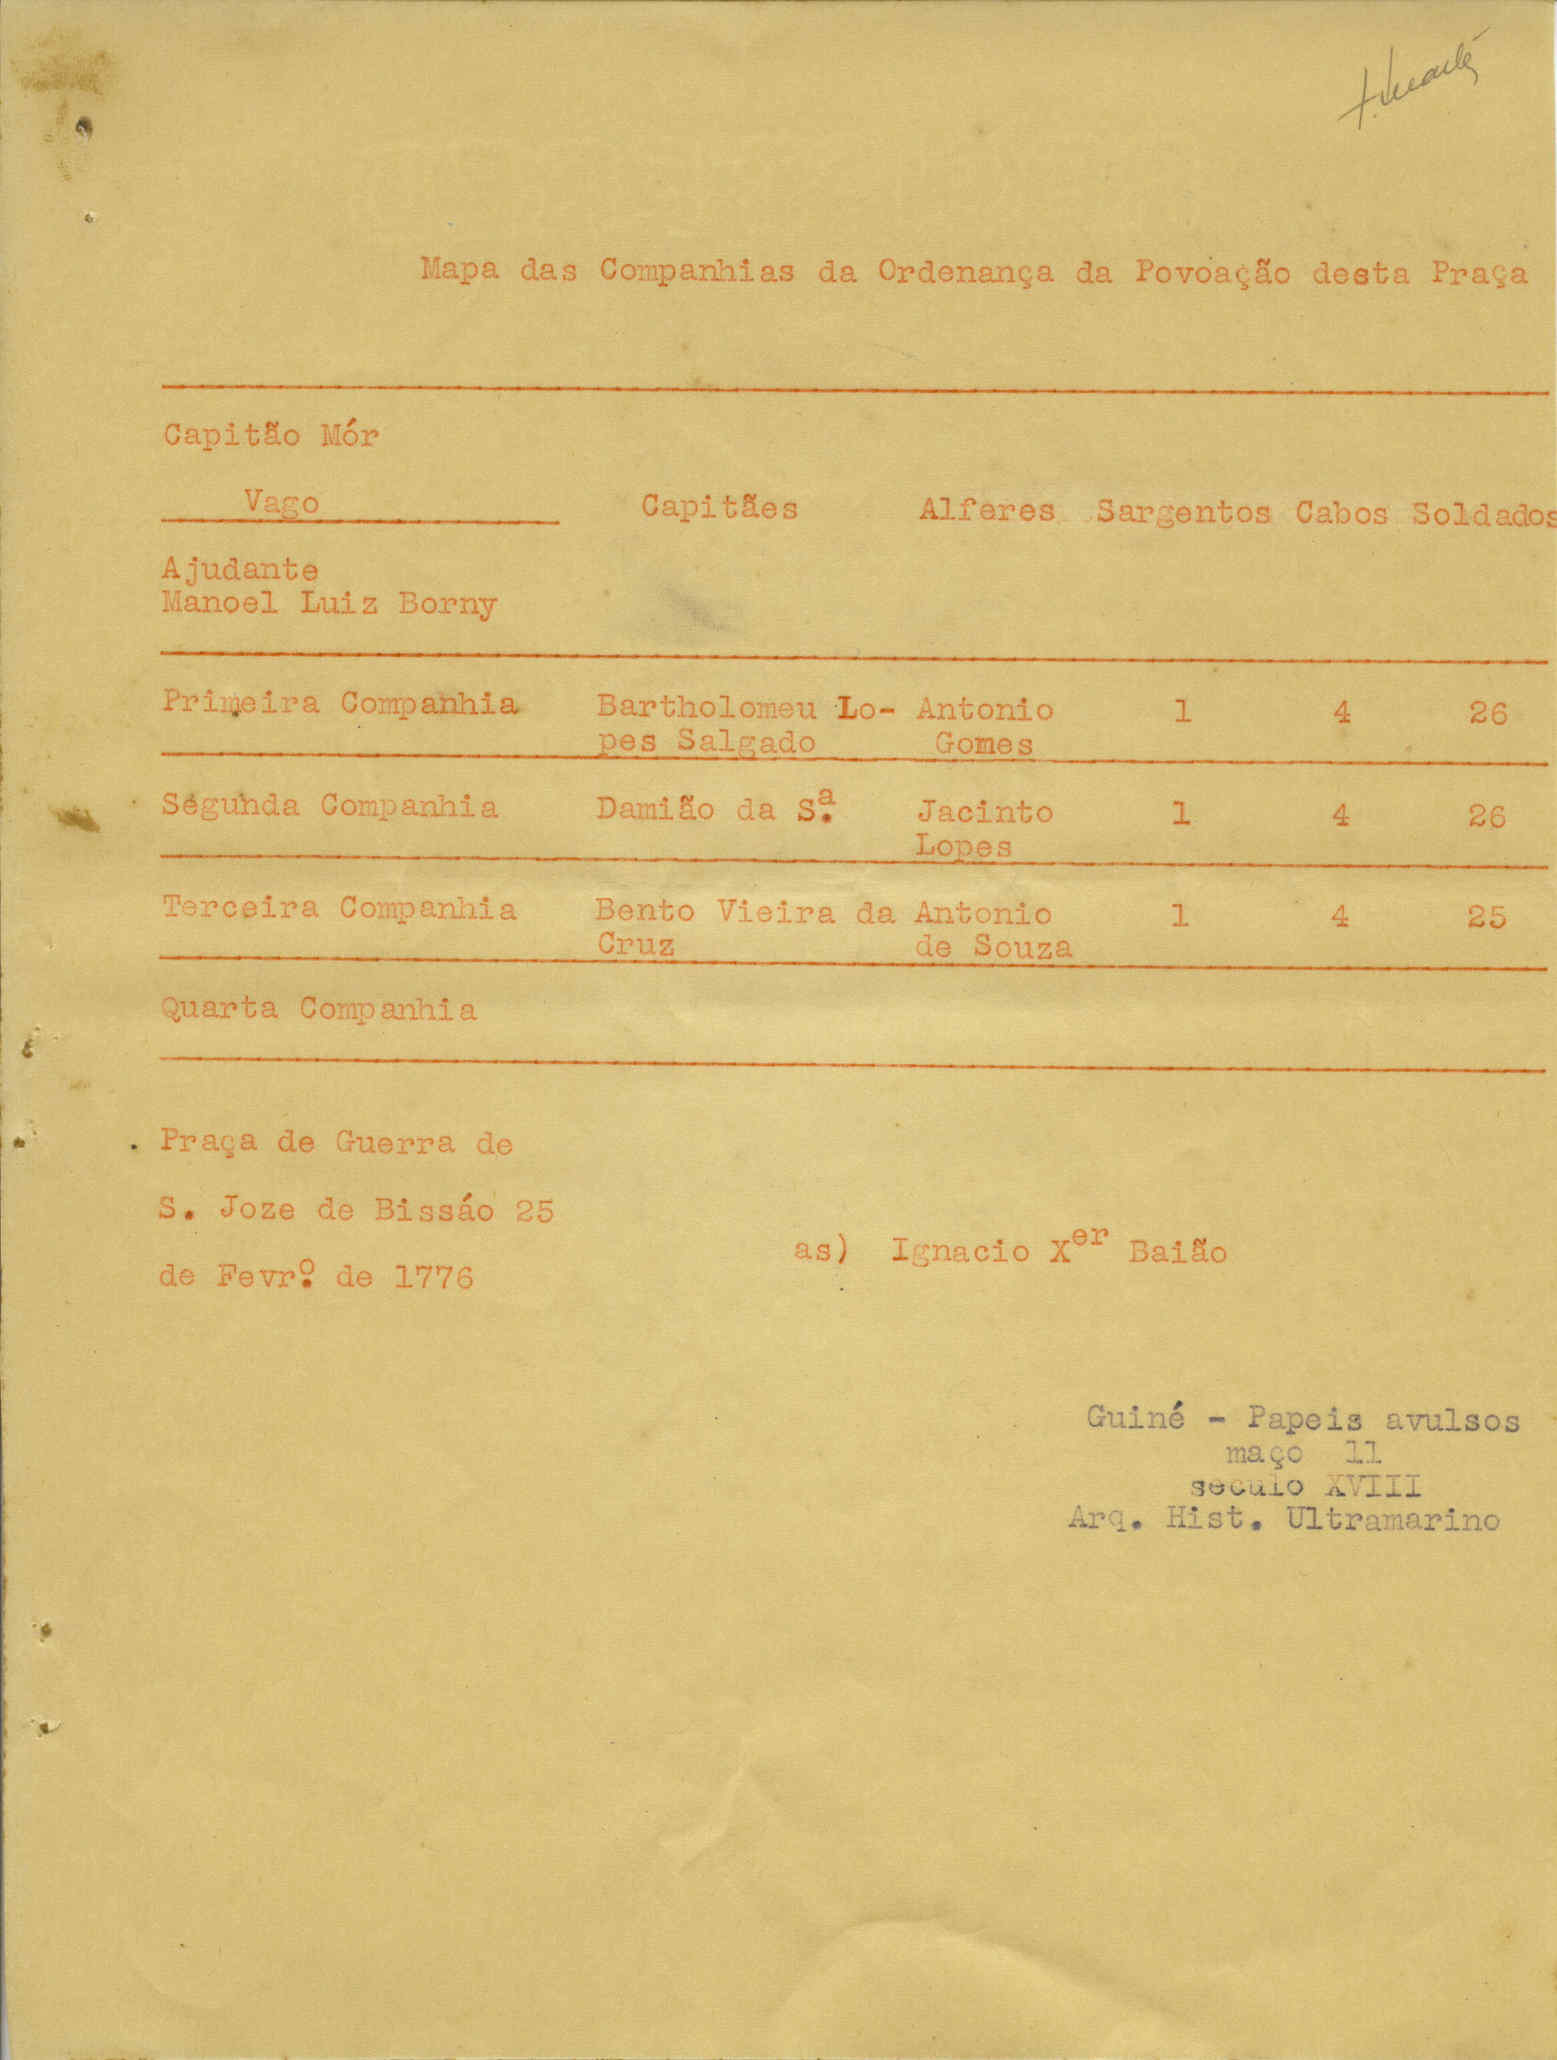 Mapa das Companhias da Ordenança da Povoação desta Praça
Capitão Mór
Vago Capitães Alferes Sargentos Cabos Soldados
Ajudante
Manoel Luiz Borny
Primeira Companhia Bartholomeu Lo- Antonio 1 4 26
pes Salgado Gomes
Segunda Companhia Damião da Sª. Jacinto 1 4 26
Lopes
Terceira Companhia Bento Vieira da Antonio 1 4 25
Cruz de Souza
Quarta Companhia
Praça de Guerra de
S. Joze de Bissáo 25
as) Ignacio Xer Baião
de Fevrº. de 1776
Guiné - Papeis avulsos
maço 11
seculo XVIII
Arq. Hist. Ultramarino